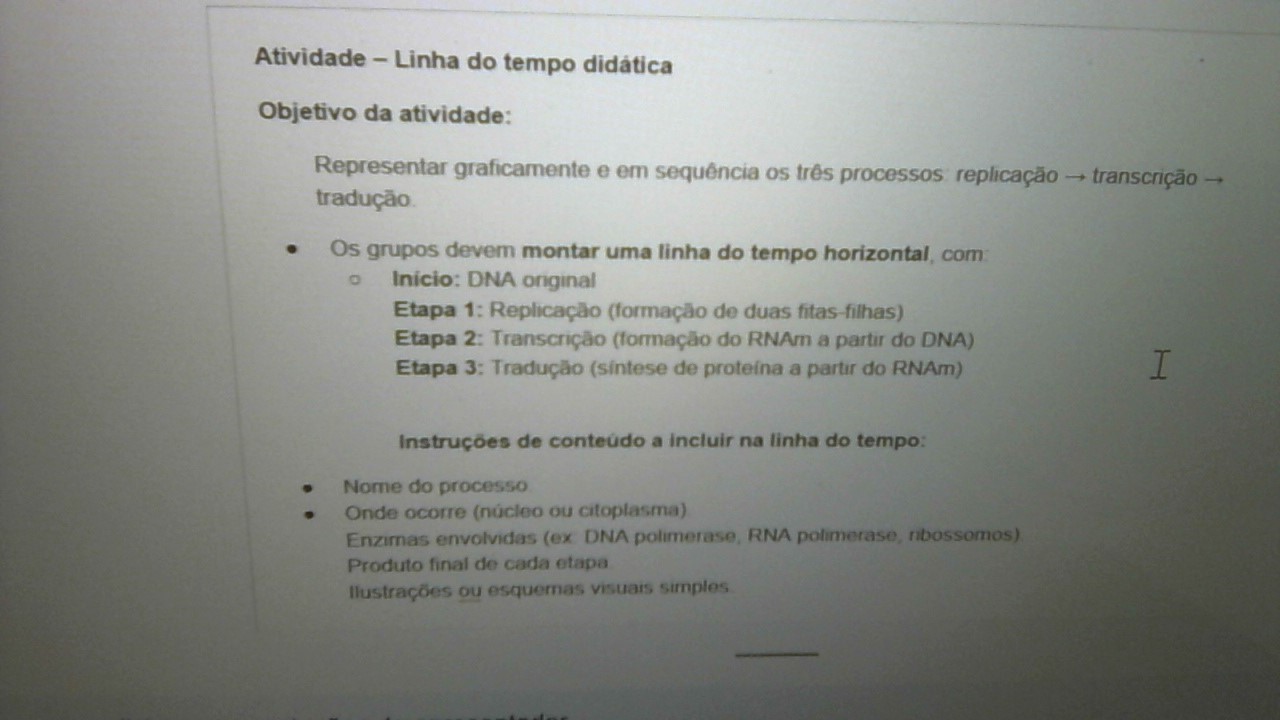 Atividade – Linha do tempo didática
Objetivo da atividade:
Representar graficamente e em sequência os três processos: replicação → transcrição →
tradução.
● Os grupos devem montar uma linha do tempo horizontal, com:
○ Início: DNA original
Etapa 1: Replicação (formação de duas fitas-filhas)
Etapa 2: Transcrição (formação do RNAm a partir do DNA)
Etapa 3: Tradução (síntese de proteína a partir do RNAm)
Instruções de conteúdo a incluir na linha do tempo:
● Nome do processo.
● Onde ocorre (núcleo ou citoplasma).
Enzimas envolvidas (ex: DNA polimerase, RNA polimerase, ribossomos).
Produto final de cada etapa.
Ilustrações ou esquemas visuais simples.